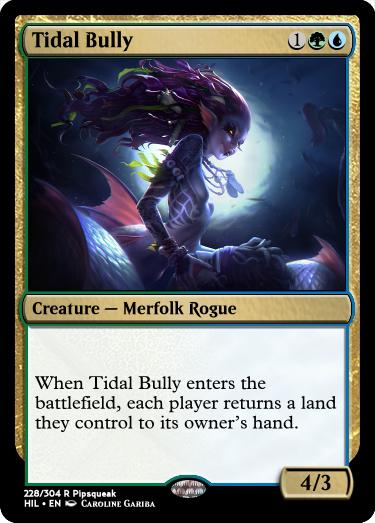 Tidal Bully 1
Creature — Merfolk Rogue
When Tidal Bully enters the
battlefield, each player returns a land
they control to its owner's hand.
4/3
228/304 R Pipsqueak
HIL • EN Caroline Gariba